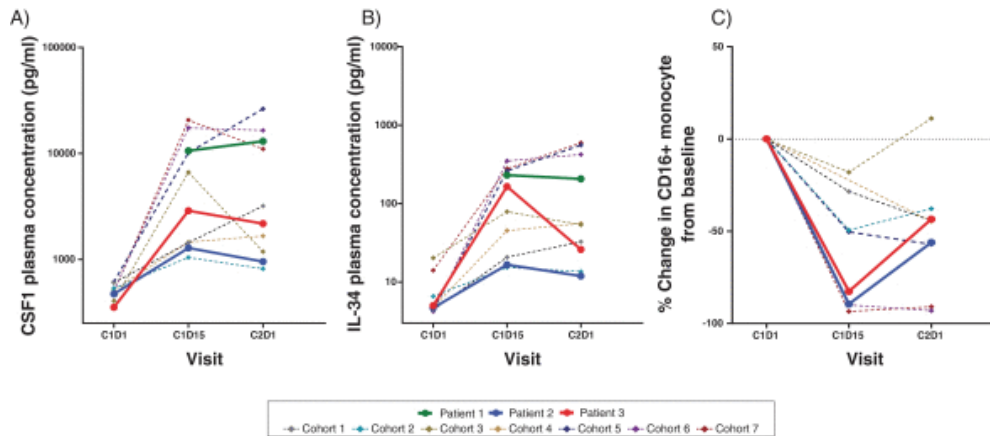 A)
CSF1 plasma concentration (pg/ml)
100000
10000
1000
C1D1 C1D15 C2D1
Visit
B)
IL-34 plasma concentration (pg/ml)
10000
1000
100
10
C1D1 C1D15 C2D1
Visit
C)
% Change in CD16+ monocyte
from baseline
50
0
-50
-100
C1D1 C1D15 C2D1
Visit
Patient 1 Patient 2 Patient 3
Cohort 1 Cohort 2 Cohort 3 Cohort 4 Cohort 5 Cohort 6 Cohort 7